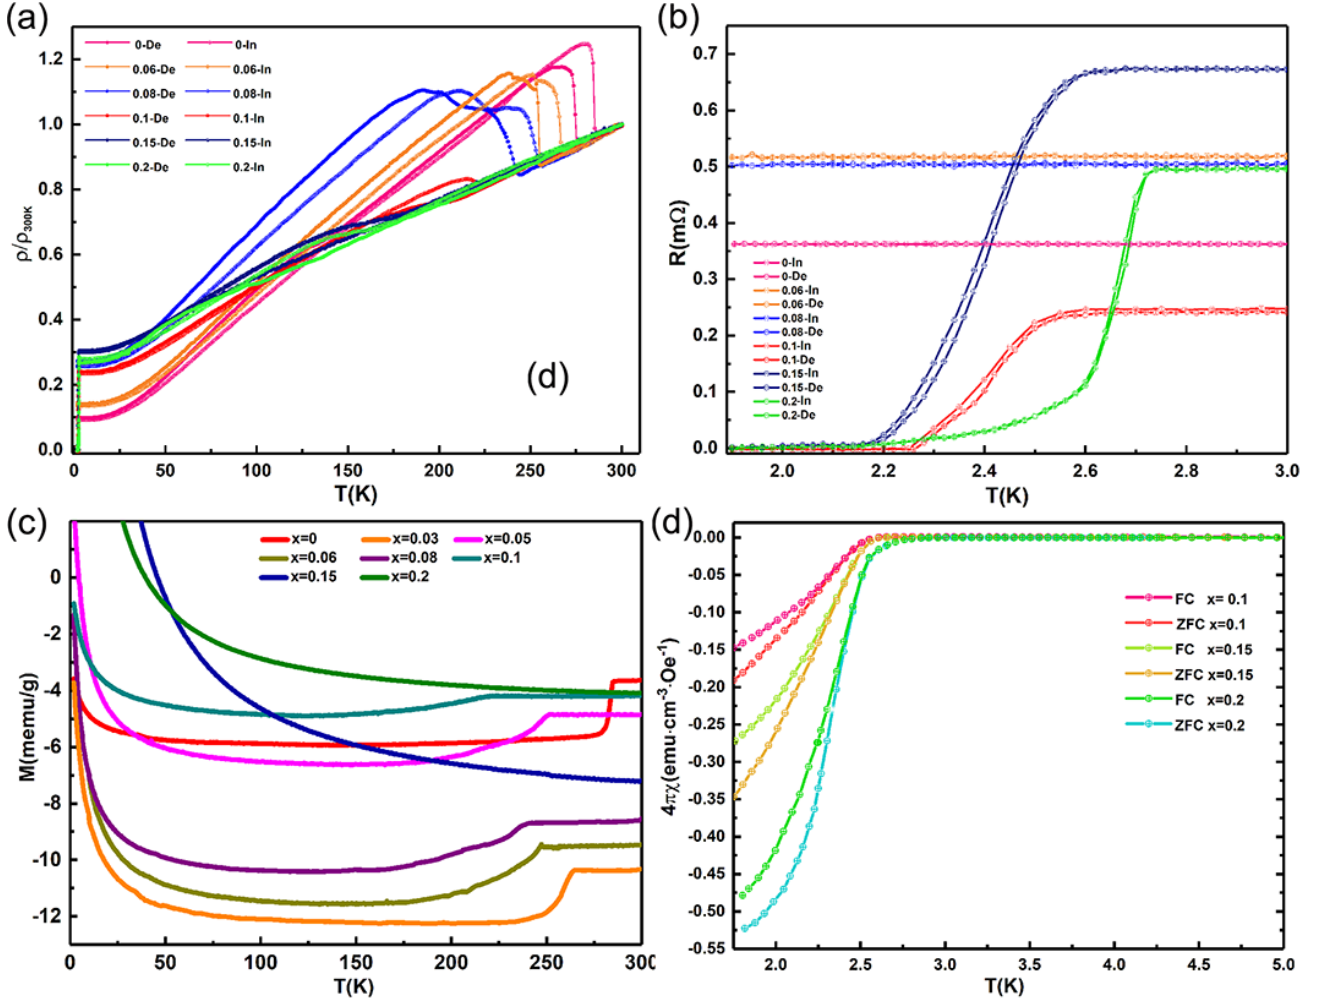 (a)
0-De 0-In
0.06-De 0.06-In
0.08-De 0.08-In
0.1-De 0.1-In
0.15-De 0.15-In
0.2-De 0.2-In
(d)
1.2
1.0
0.8
0.6
0.4
0.2
0.0
ρ/ρ300K
0 50 100 150 200 250 300
T(K)
(b)
0.7
0.6
0.5
0.4
0.3
0.2
0.1
0.0
R(mΩ)
0-In
0-De
0.06-In
0.06-De
0.08-In
0.08-De
0.1-In
0.1-De
0.15-In
0.15-De
0.2-In
0.2-De
2.0 2.2 2.4 2.6 2.8 3.0
T(K)
(c)
x=0 x=0.03 x=0.05
x=0.06 x=0.08 x=0.1
x=0.15 x=0.2
0
-2
-4
-6
-8
-10
-12
M(memu/g)
0 50 100 150 200 250 300
T(K)
(d)
0.00
-0.05
-0.10
-0.15
-0.20
-0.25
-0.30
-0.35
-0.40
-0.45
-0.50
-0.55
4πχ(emu·cm-3·Oe-1)
FC x= 0.1
ZFC x=0.1
FC x=0.15
ZFC x=0.15
FC x=0.2
ZFC x=0.2
2.0 2.5 3.0 3.5 4.0 4.5 5.0
T(K)